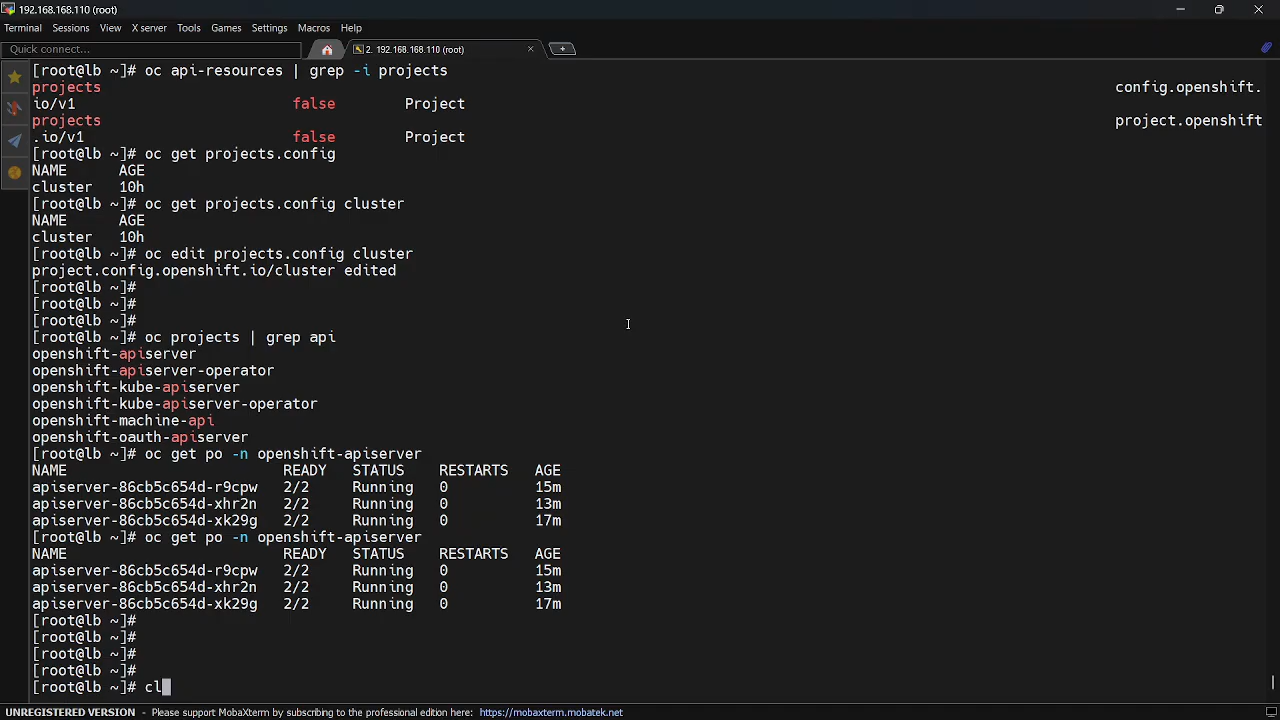 192.168.168.110 (root)
Terminal Sessions View X server Tools Games Settings Macros Help
Quick connect...
2. 192.168.168.110 (root)
[root@lb ~]# oc api-resources | grep -i projects
projects config.openshift.
io/v1 false Project
projects project.openshift
.io/v1 false Project
[root@lb ~]# oc get projects.config
NAME AGE
cluster 10h
[root@lb ~]# oc get projects.config cluster
NAME AGE
cluster 10h
[root@lb ~]# oc edit projects.config cluster
project.config.openshift.io/cluster edited
[root@lb ~]#
[root@lb ~]#
[root@lb ~]#
[root@lb ~]# oc projects | grep api
openshift-apiserver
openshift-apiserver-operator
openshift-kube-apiserver
openshift-kube-apiserver-operator
openshift-machine-api
openshift-oauth-apiserver
[root@lb ~]# oc get po -n openshift-apiserver
NAME READY STATUS RESTARTS AGE
apiserver-86cb5c654d-r9cpw 2/2 Running 0 15m
apiserver-86cb5c654d-xhr2n 2/2 Running 0 13m
apiserver-86cb5c654d-xk29g 2/2 Running 0 17m
[root@lb ~]# oc get po -n openshift-apiserver
NAME READY STATUS RESTARTS AGE
apiserver-86cb5c654d-r9cpw 2/2 Running 0 15m
apiserver-86cb5c654d-xhr2n 2/2 Running 0 13m
apiserver-86cb5c654d-xk29g 2/2 Running 0 17m
[root@lb ~]#
[root@lb ~]#
[root@lb ~]#
[root@lb ~]#
[root@lb ~]# cl
UNREGISTERED VERSION - Please support MobaXterm by subscribing to the professional edition here: https://mobaxterm.mobatek.net